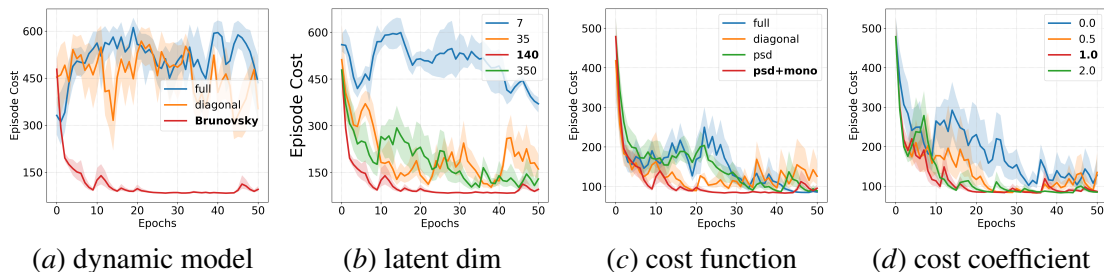 600
450
300
150
Episode Cost
full
diagonal
Brunovsky
0 10 20 30 40 50
Epochs
(a) dynamic model
600
450
300
150
Episode Cost
7
35
140
350
0 10 20 30 40 50
Epochs
(b) latent dim
500
400
300
200
100
Episode Cost
full
diagonal
psd
psd+mono
0 10 20 30 40 50
Epochs
(c) cost function
500
400
300
200
100
Episode Cost
0.0
0.5
1.0
2.0
0 10 20 30 40 50
Epochs
(d) cost coefficient